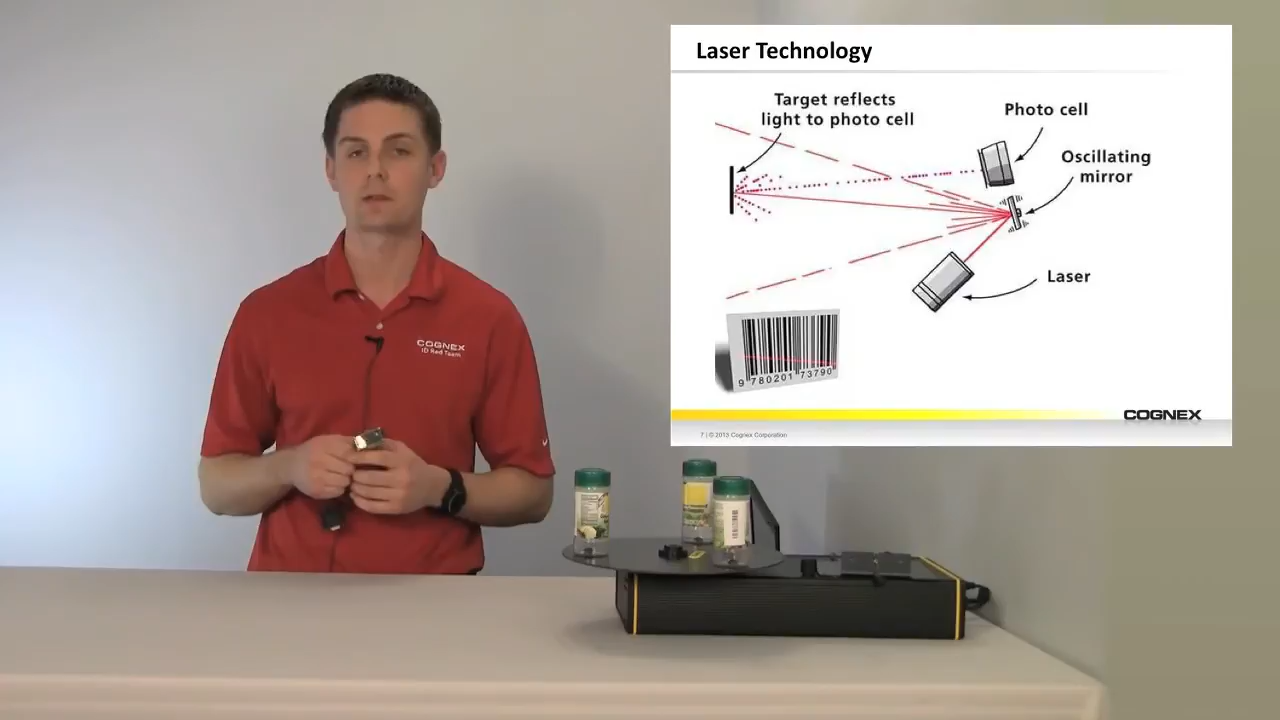 Laser Technology
Target reflects
light to photo cell
Photo cell
Oscillating
mirror
Laser
9 780201 73790
COGNEX
7 | © 2013 Cognex Corporation
COGNEX
ID Red Team